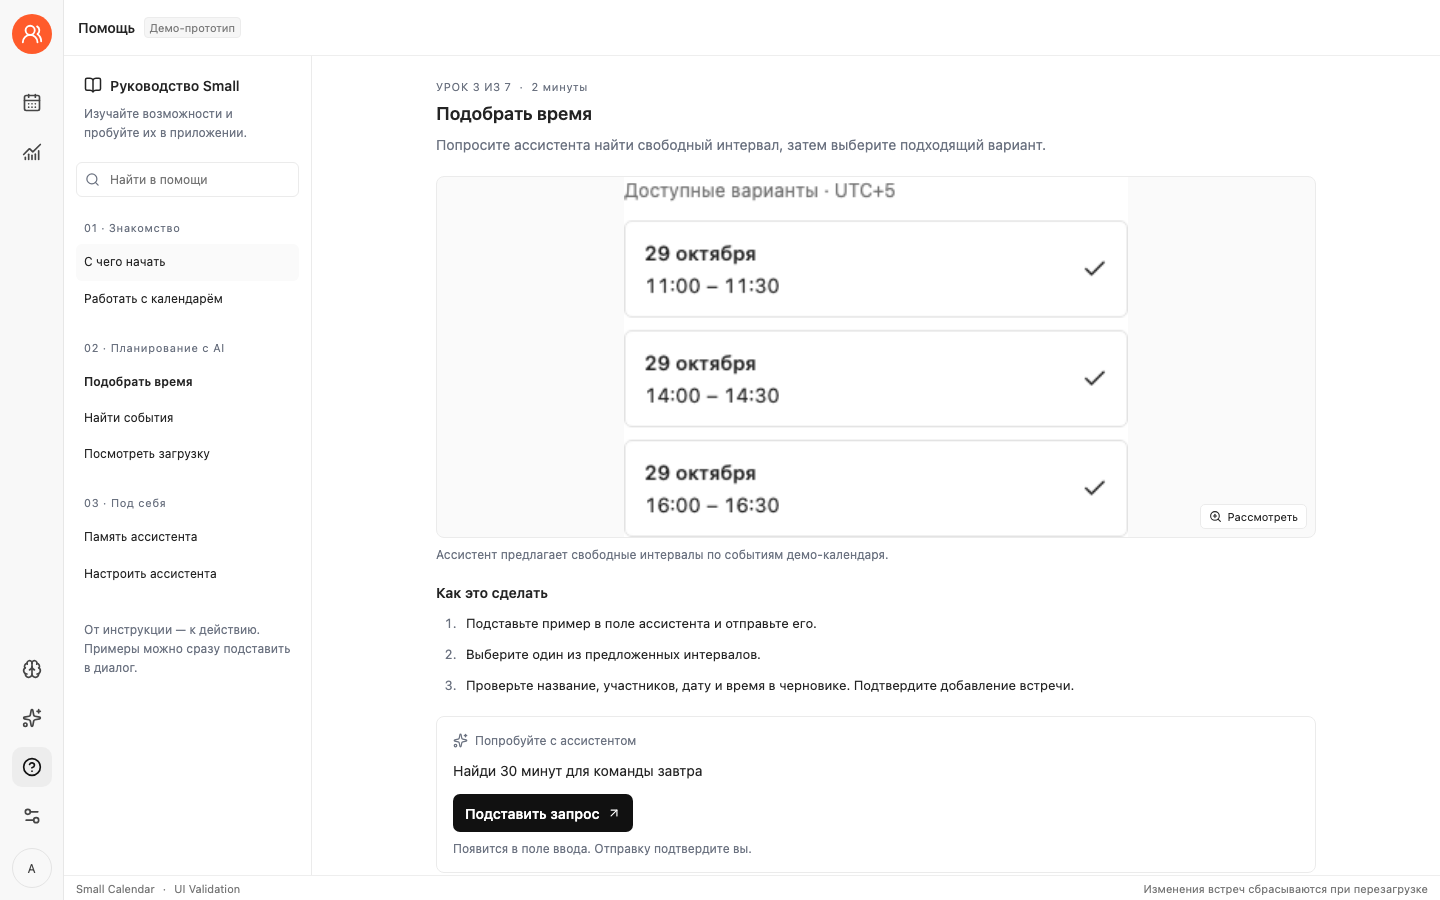 Помощь
Демо-прототип
Руководство Small
Изучайте возможности и
пробуйте их в приложении.
Найти в помощи
01 · Знакомство
С чего начать
Работать с календарём
02 · Планирование с AI
Подобрать время
Найти события
Посмотреть загрузку
03 · Под себя
Память ассистента
Настроить ассистента
От инструкции — к действию.
Примеры можно сразу подставить
в диалог.
A
УРОК 3 ИЗ 7 · 2 минуты
Подобрать время
Попросите ассистента найти свободный интервал, затем выберите подходящий вариант.
Доступные варианты · UTC+5
29 октября
11:00 – 11:30
29 октября
14:00 – 14:30
29 октября
16:00 – 16:30
Рассмотреть
Ассистент предлагает свободные интервалы по событиям демо-календаря.
Как это сделать
1. Подставьте пример в поле ассистента и отправьте его.
2. Выберите один из предложенных интервалов.
3. Проверьте название, участников, дату и время в черновике. Подтвердите добавление встречи.
Попробуйте с ассистентом
Найди 30 минут для команды завтра
Подставить запрос
Появится в поле ввода. Отправку подтвердите вы.
Small Calendar · UI Validation
Изменения встреч сбрасываются при перезагрузке